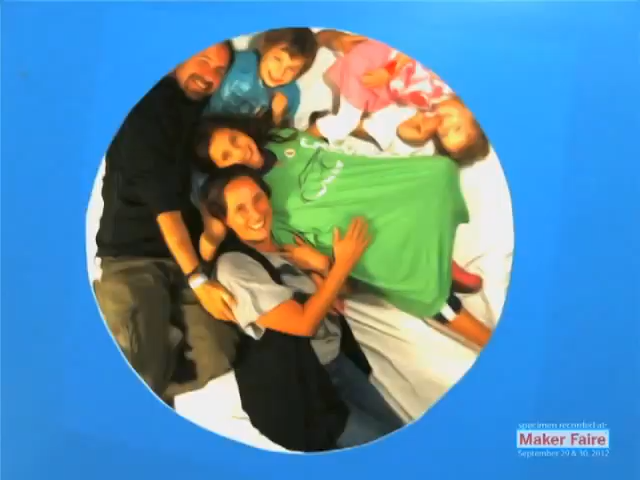 specimen recorded at:
Maker Faire
September 29 & 30, 2012